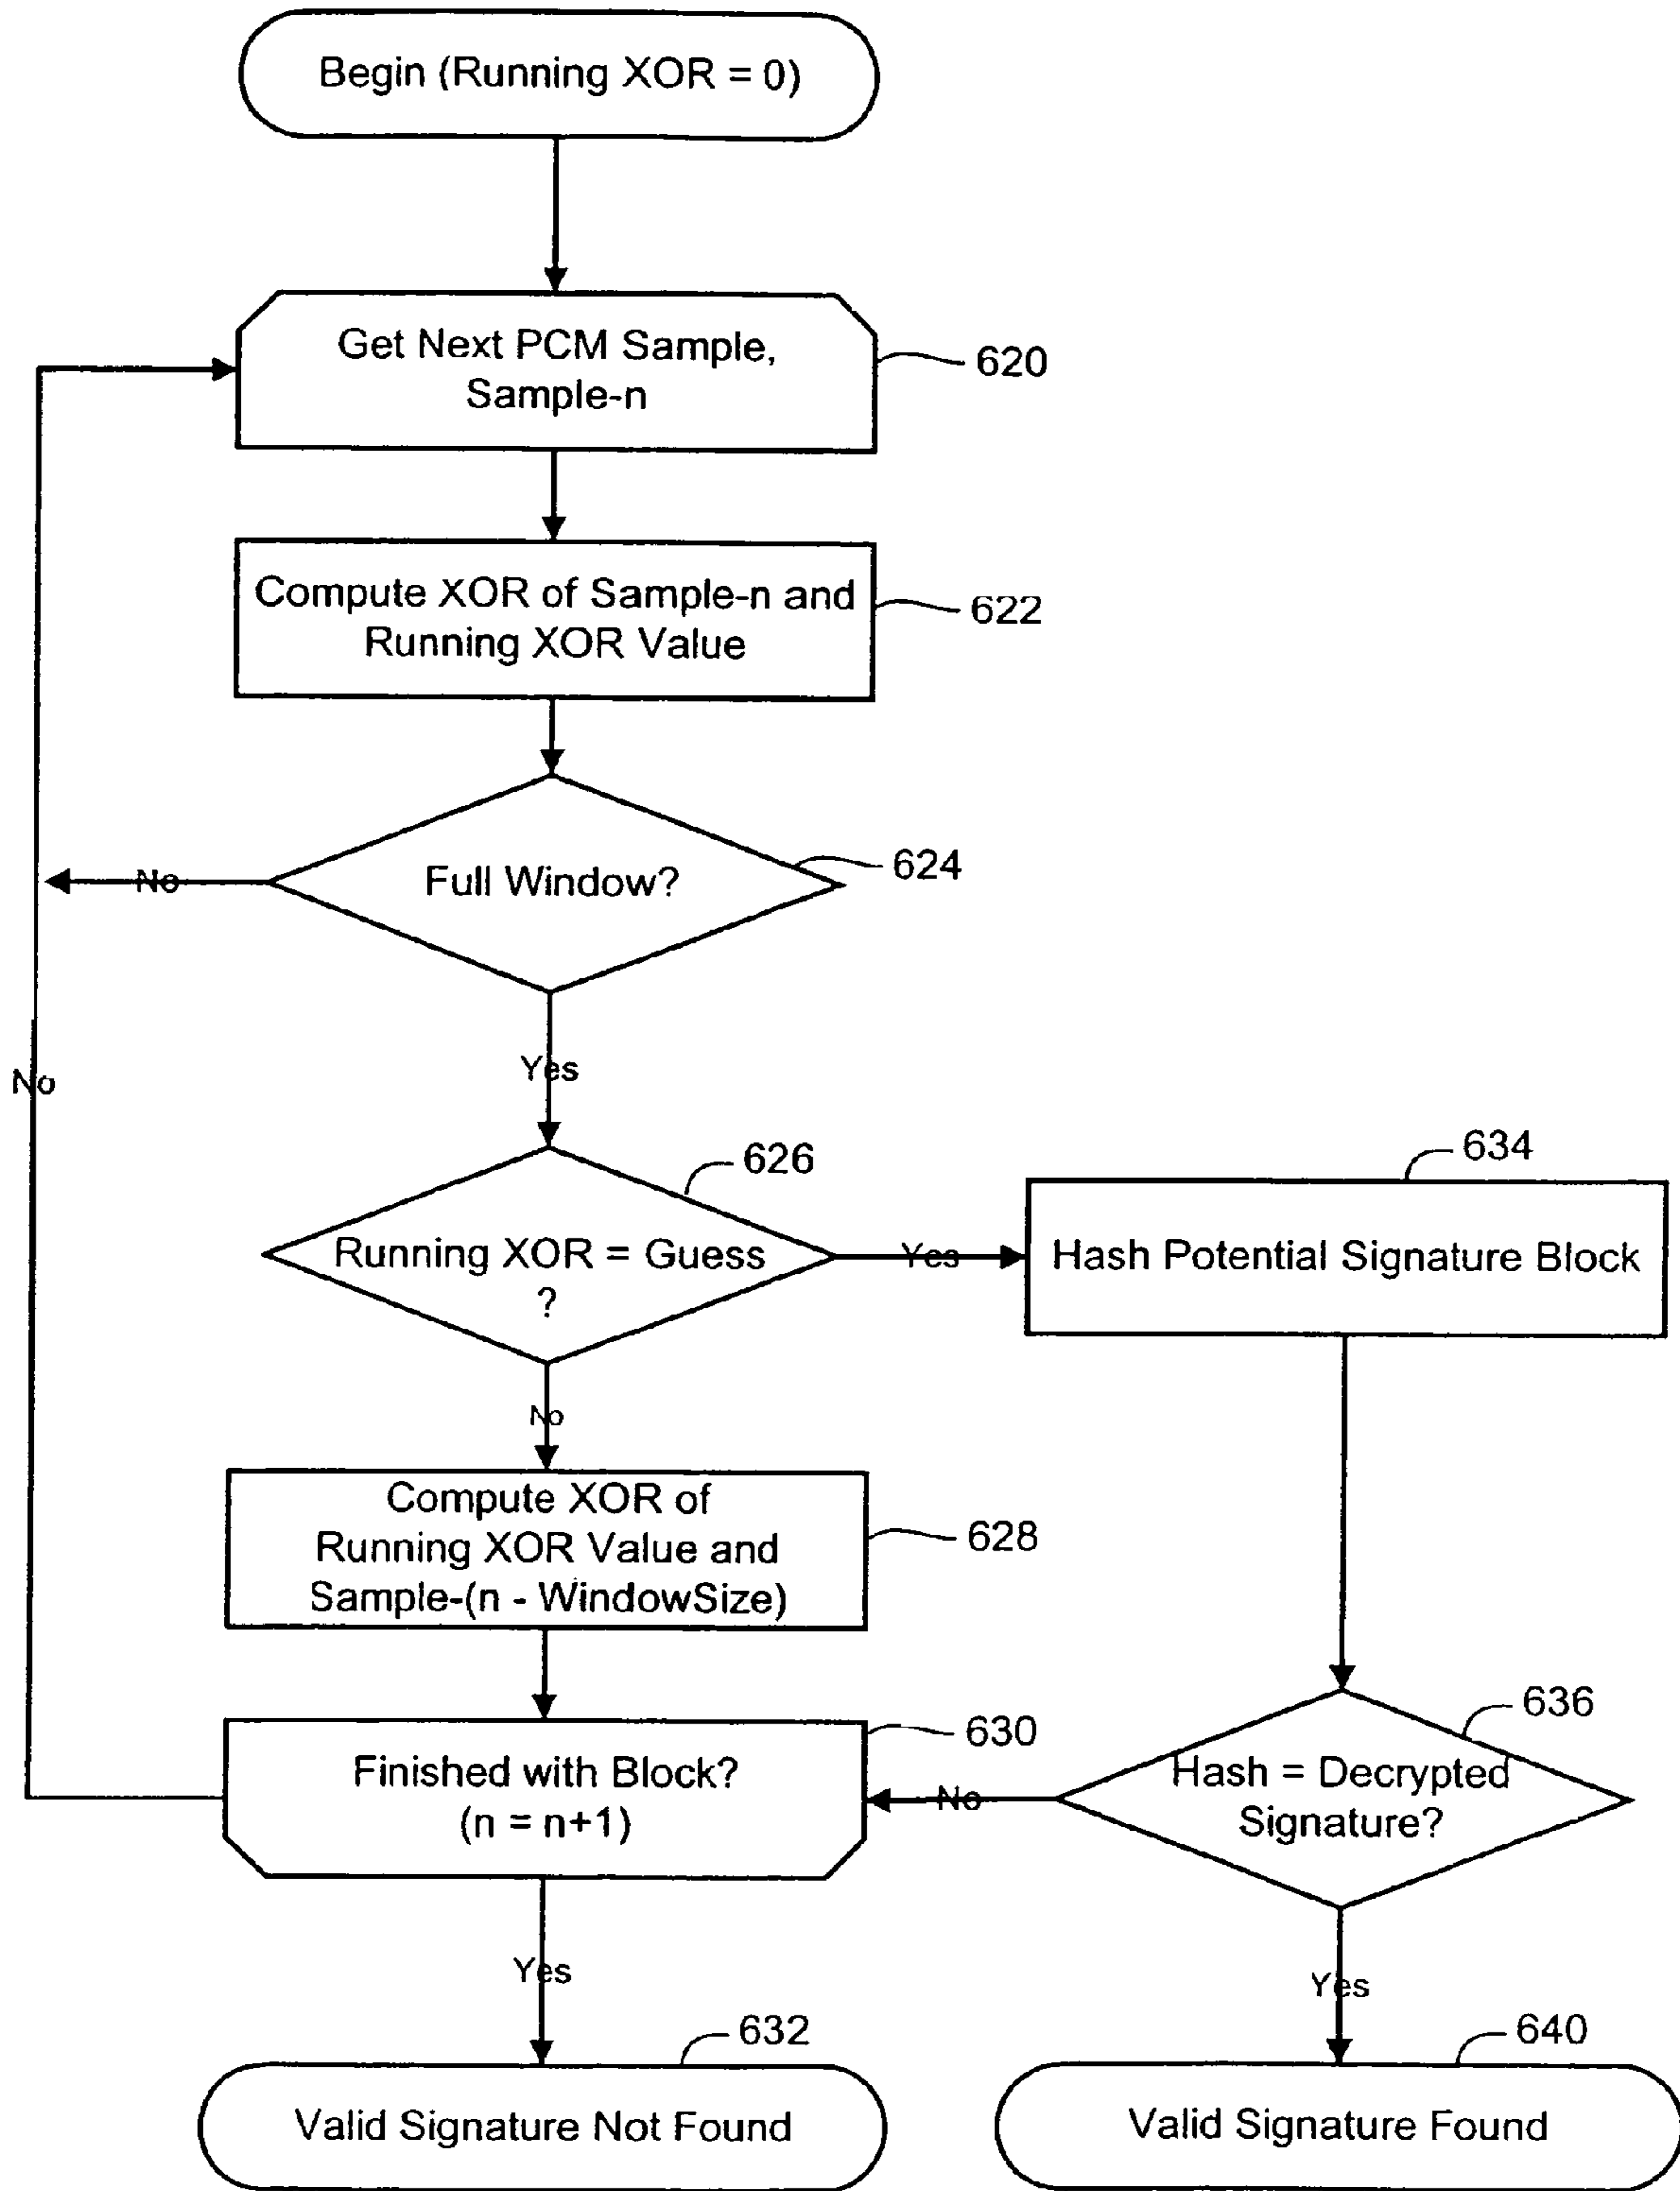 Begin (Running XOR = 0)
Get Next PCM Sample,
Sample-n
620
Compute XOR of Sample-n and
Running XOR Value
622
Full Window?
624
No
Yes
No
626
Running XOR = Guess
?
Yes
634
Hash Potential Signature Block
No
Compute XOR of
Running XOR Value and
Sample-(n - WindowSize)
628
630
Finished with Block?
(n = n+1)
No
636
Hash = Decrypted
Signature?
Yes
Yes
632
Valid Signature Not Found
640
Valid Signature Found